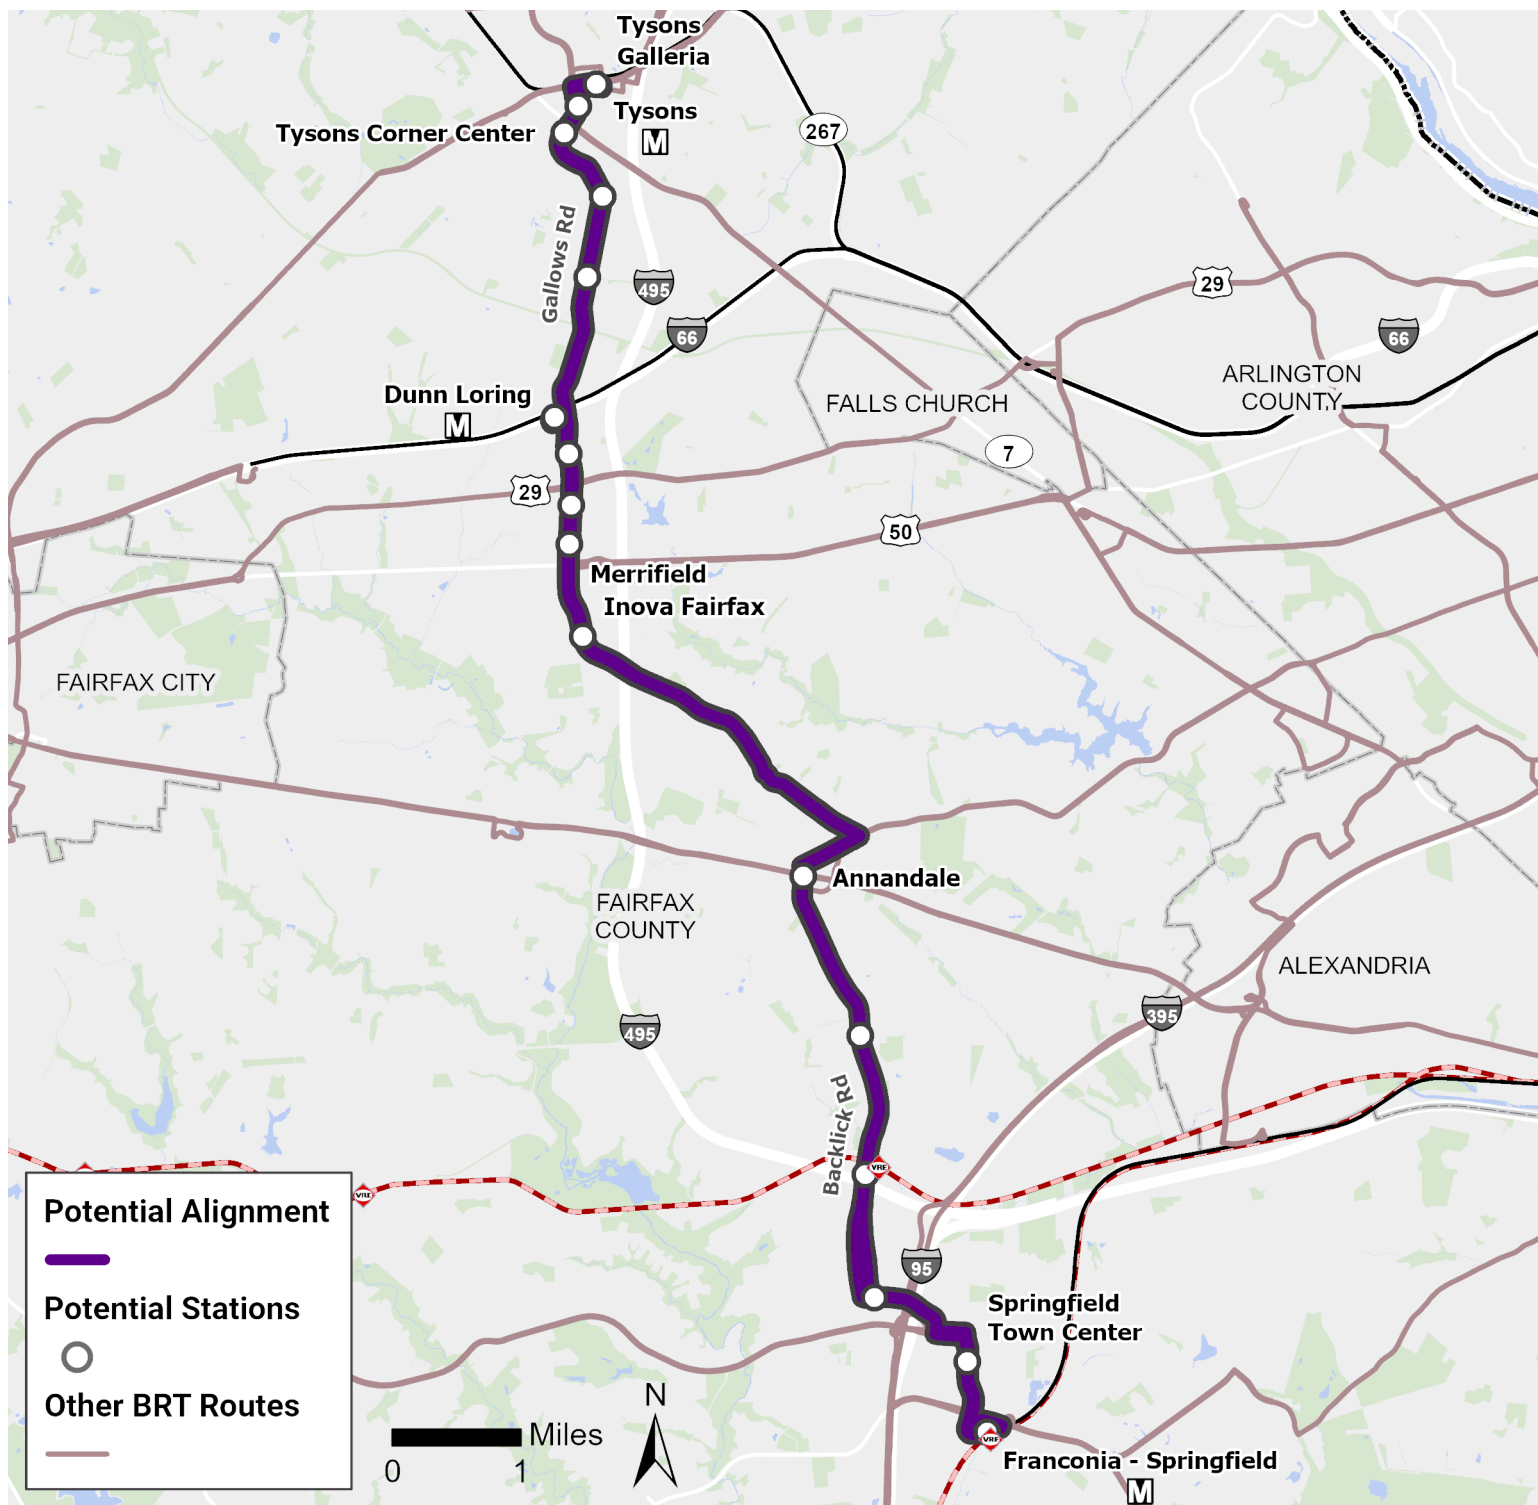 Tysons
Galleria
Tysons
M
Tysons Corner Center
267
Gallows Rd
495
29
66
66
Dunn Loring
M
ARLINGTON
COUNTY
FALLS CHURCH
7
29
50
Merrifield
Inova Fairfax
FAIRFAX CITY
Annandale
FAIRFAX
COUNTY
ALEXANDRIA
395
495
Backlick Rd
VRE
VRE
95
Springfield
Town Center
Potential Alignment
Potential Stations
Other BRT Routes
N
Miles
0 1
VRE
Franconia - Springfield
M